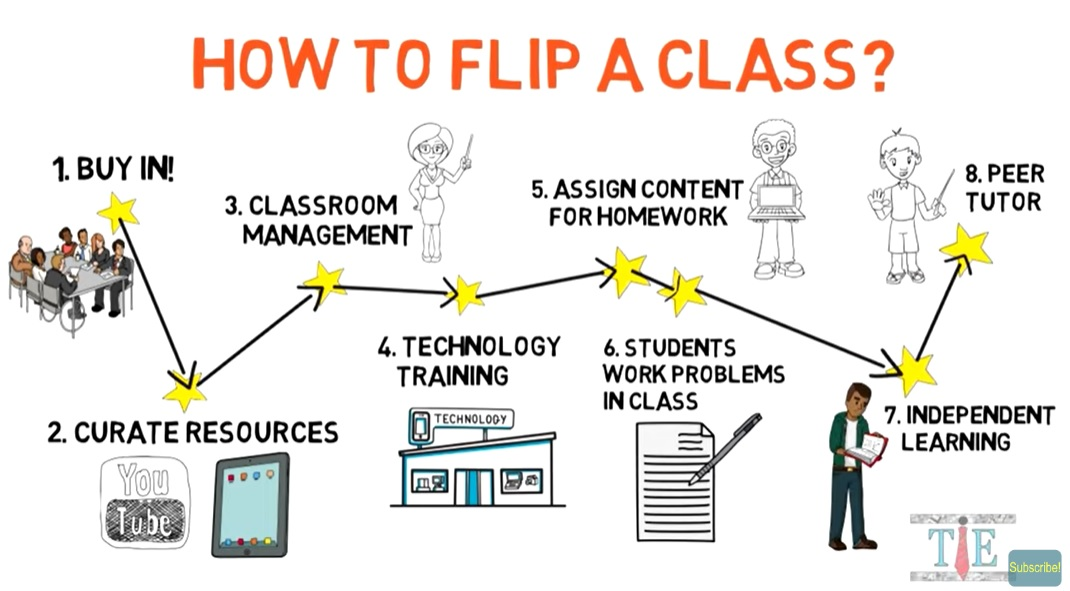 HOW TO FLIP A CLASS?
1. BUY IN!
2. CURATE RESOURCES
You
Tube
3. CLASSROOM
MANAGEMENT
4. TECHNOLOGY
TRAINING
TECHNOLOGY
5. ASSIGN CONTENT
FOR HOMEWORK
6. STUDENTS
WORK PROBLEMS
IN CLASS
7. INDEPENDENT
LEARNING
8. PEER
TUTOR
TIE
Subscribe!